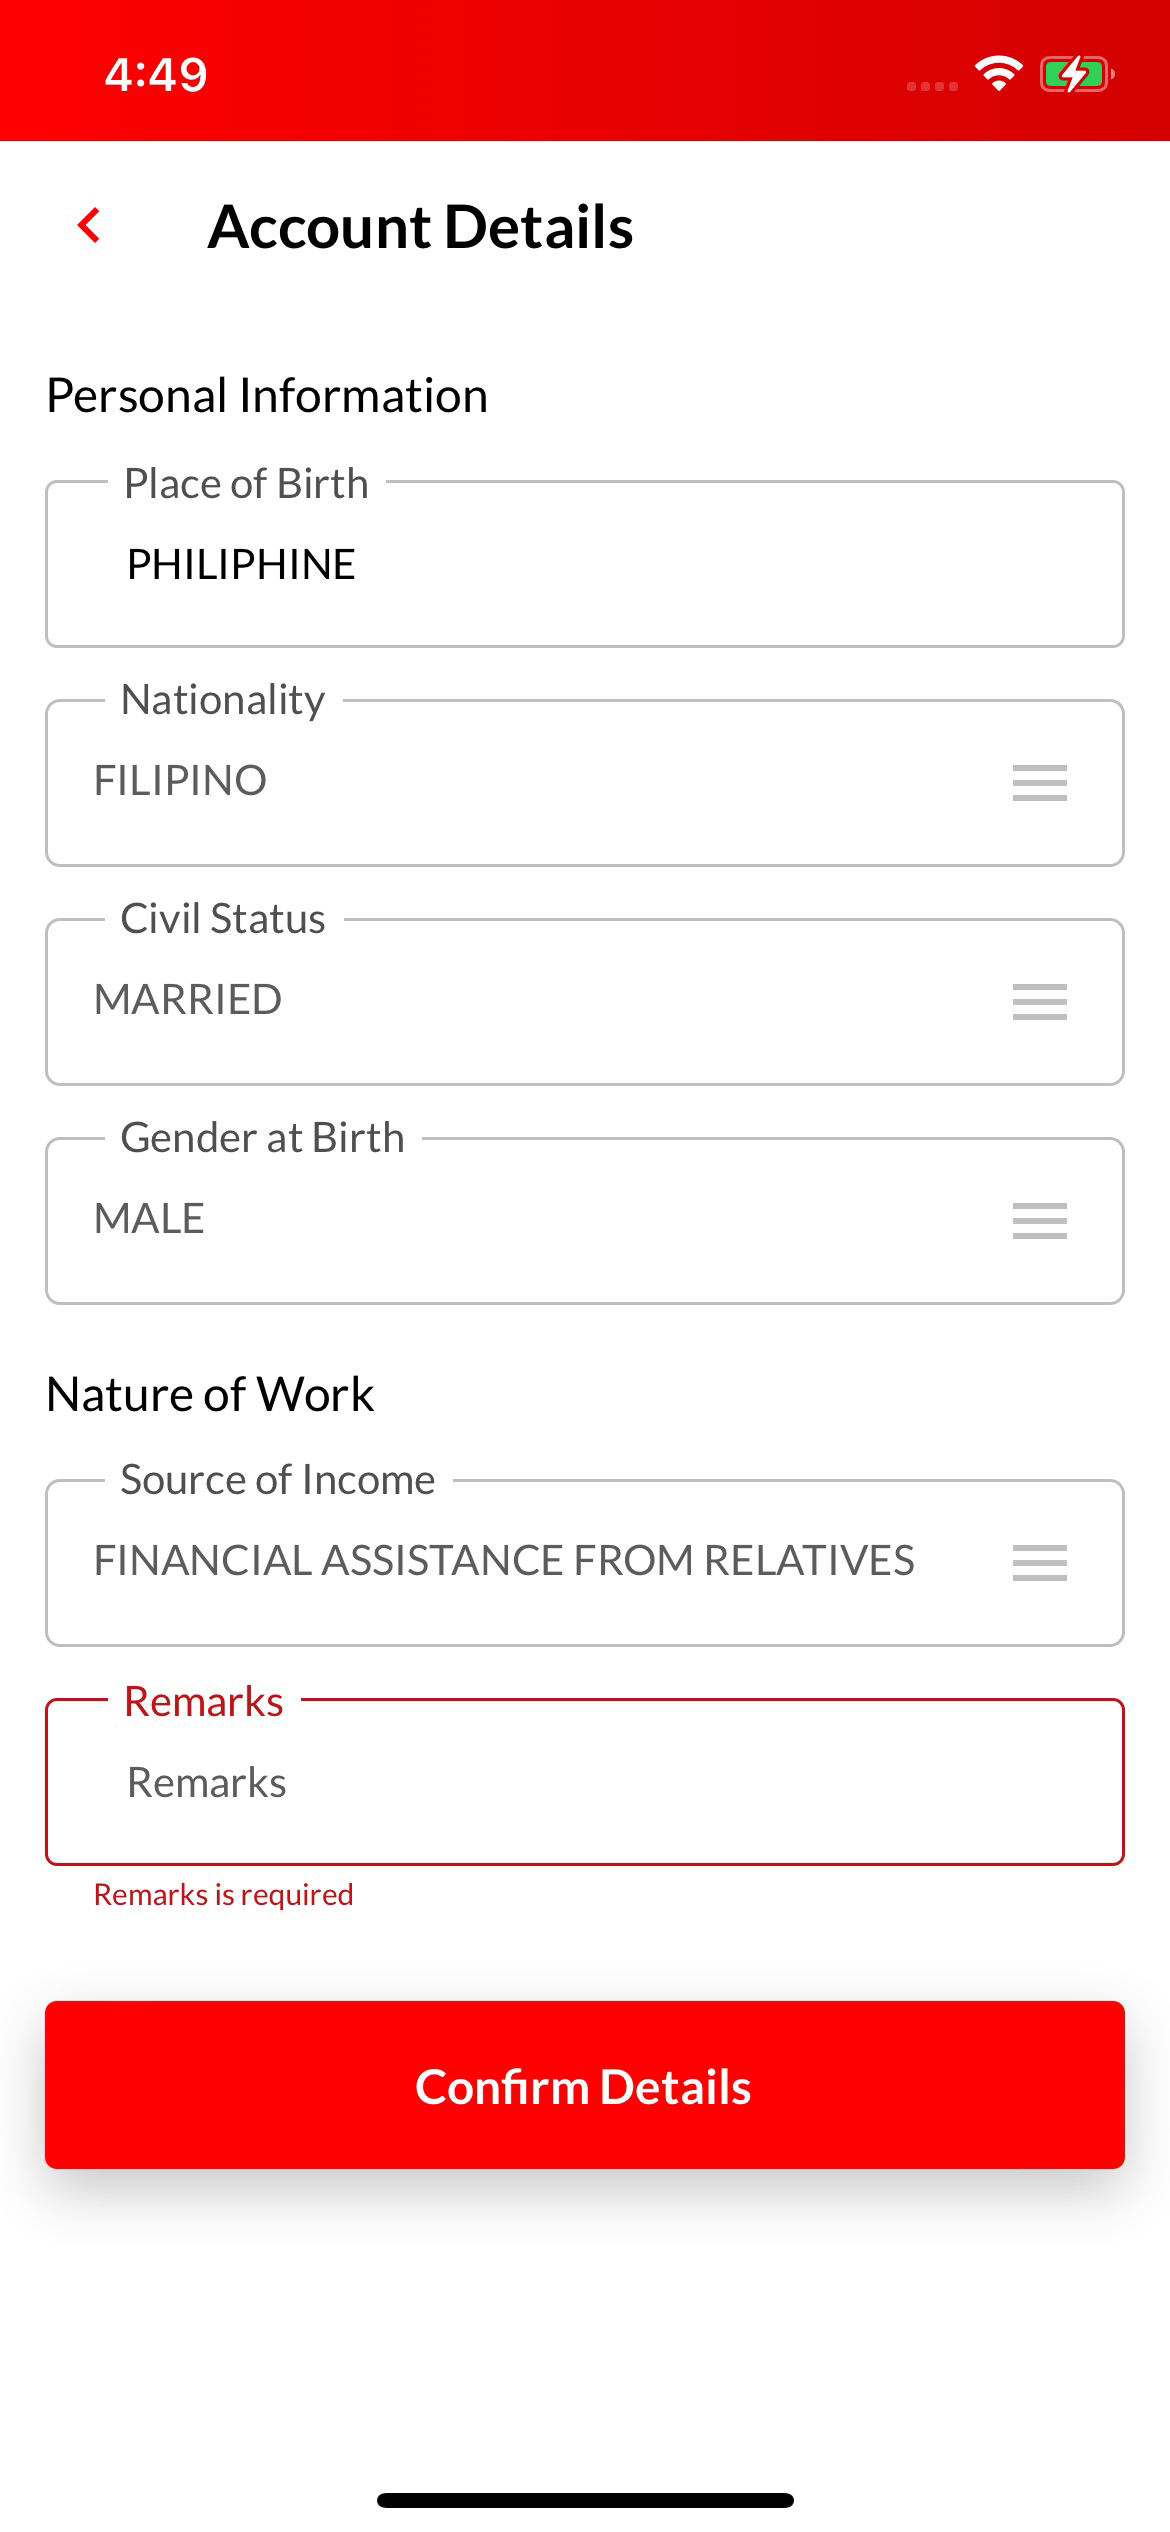 4:49
Account Details
Personal Information
Place of Birth
PHILIPHINE
Nationality
FILIPINO
Civil Status
MARRIED
Gender at Birth
MALE
Nature of Work
Source of Income
FINANCIAL ASSISTANCE FROM RELATIVES
Remarks
Remarks
Remarks is required
Confirm Details